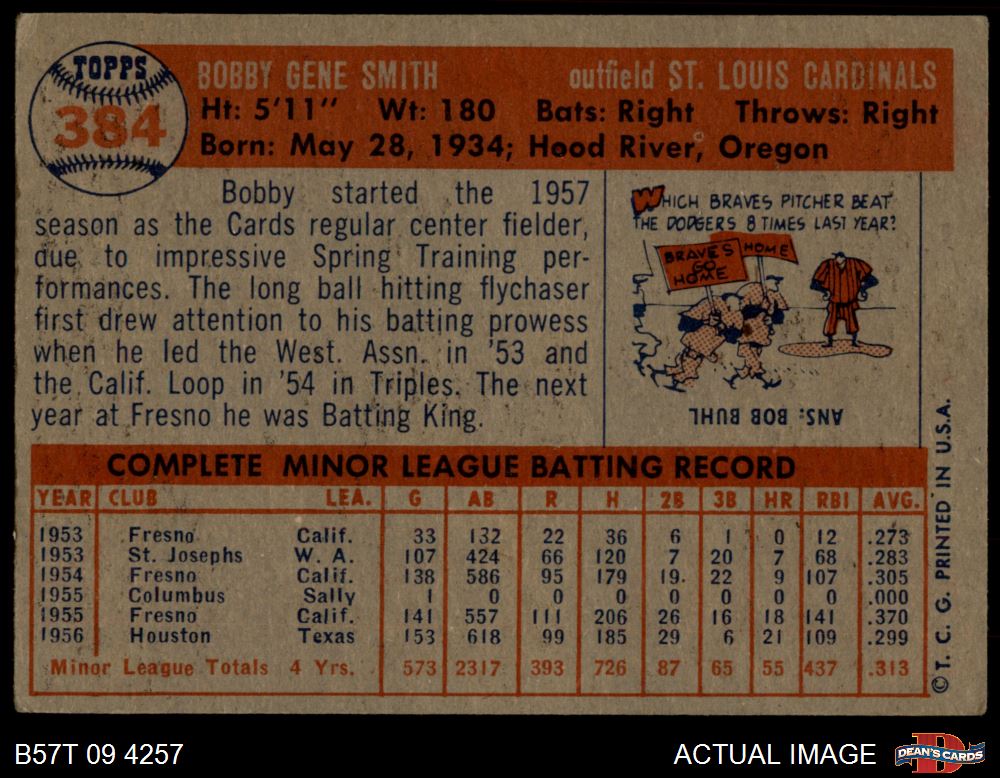 TOPPS
384
BOBBY GENE SMITH outfield ST. LOUIS CARDINALS
Ht: 5'11" Wt: 180 Bats: Right Throws: Right
Born: May 28, 1934; Hood River, Oregon
Bobby started the 1957
season as the Cards regular center fielder,
due to impressive Spring Training per-
formances. The long ball hitting flychaser
first drew attention to his batting prowess
when he led the West. Assn. in '53 and
the Calif. Loop in '54 in Triples. The next
year at Fresno he was Batting King.
WHICH BRAVES PITCHER BEAT
THE DODGERS 8 TIMES LAST YEAR?
BRAVES
GO
HOME
HOME
ANS: BOB BUHL
COMPLETE MINOR LEAGUE BATTING RECORD
YEAR CLUB LEA. G AB R H 2B 3B HR RBI AVG.
1953 Fresno Calif. 33 132 22 36 6 1 0 12 .273
1953 St. Josephs W. A. 107 424 66 120 7 20 7 68 .283
1954 Fresno Calif. 138 586 95 179 19 22 9 107 .305
1955 Columbus Sally 1 0 0 0 0 0 0 0 .000
1955 Fresno Calif. 141 557 111 206 26 16 18 141 .370
1956 Houston Texas 153 618 99 185 29 6 21 109 .299
Minor League Totals 4 Yrs. 573 2317 393 726 87 65 55 437 .313
© T. C. G. PRINTED IN U.S.A.
B57T 09 4257
ACTUAL IMAGE
DEAN'S CARDS